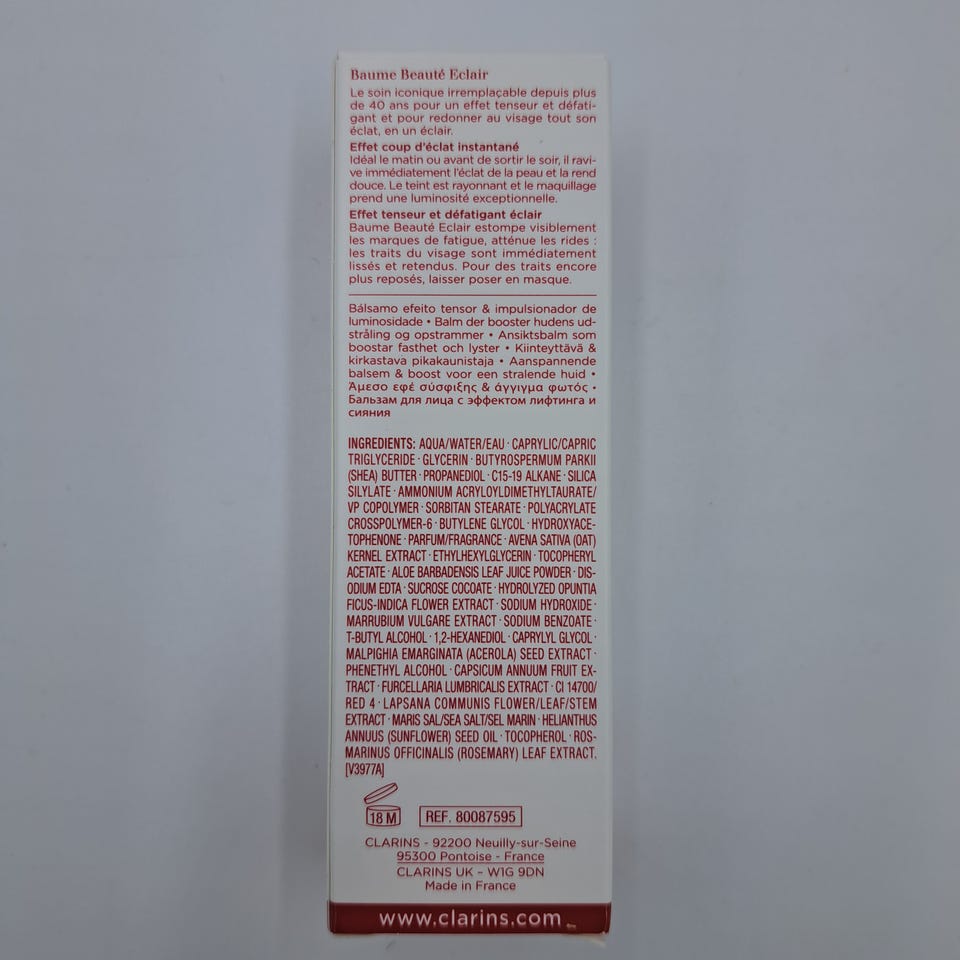 Baume Beauté Eclair
Le soin iconique irremplaçable depuis plus
de 40 ans pour un effet tenseur et défati-
gant et pour redonner au visage tout son
éclat, en un éclair.
Effet coup d'éclat instantané
Idéal le matin ou avant de sortir le soir, il ravi-
ve immédiatement l'éclat de la peau et la rend
douce. Le teint est rayonnant et le maquillage
prend une luminosité exceptionnelle.
Effet tenseur et défatigant éclair
Baume Beauté Eclair estompe visiblement
les marques de fatigue, atténue les rides :
les traits du visage sont immédiatement
lissés et retendus. Pour des traits encore
plus reposés, laisser poser en masque.
Bálsamo efeito tensor & impulsionador de
luminosidade • Balm der booster hudens ud-
stråling og opstrammer • Ansiktsbalm som
boostar fasthet och lyster • Kiinteyttävä &
kirkastava pikakaunistaja • Aanspannende
balsem & boost voor een stralende huid •
Άμεσο εφέ σύσφιξης & άγγιγμα φωτός •
Бальзам для лица с эффектом лифтинга и
сияния
INGREDIENTS: AQUA/WATER/EAU · CAPRYLIC/CAPRIC
TRIGLYCERIDE · GLYCERIN · BUTYROSPERMUM PARKII
(SHEA) BUTTER · PROPANEDIOL · C15-19 ALKANE · SILICA
SILYLATE · AMMONIUM ACRYLOYLDIMETHYLTAURATE/
VP COPOLYMER · SORBITAN STEARATE · POLYACRYLATE
CROSSPOLYMER-6 · BUTYLENE GLYCOL · HYDROXYACE-
TOPHENONE · PARFUM/FRAGRANCE · AVENA SATIVA (OAT)
KERNEL EXTRACT · ETHYLHEXYLGLYCERIN · TOCOPHERYL
ACETATE · ALOE BARBADENSIS LEAF JUICE POWDER · DIS-
ODIUM EDTA · SUCROSE COCOATE · HYDROLYZED OPUNTIA
FICUS-INDICA FLOWER EXTRACT · SODIUM HYDROXIDE ·
MARRUBIUM VULGARE EXTRACT · SODIUM BENZOATE ·
T-BUTYL ALCOHOL · 1,2-HEXANEDIOL · CAPRYLYL GLYCOL ·
MALPIGHIA EMARGINATA (ACEROLA) SEED EXTRACT ·
PHENETHYL ALCOHOL · CAPSICUM ANNUUM FRUIT EX-
TRACT · FURCELLARIA LUMBRICALIS EXTRACT · CI 14700/
RED 4 · LAPSANA COMMUNIS FLOWER/LEAF/STEM
EXTRACT · MARIS SAL/SEA SALT/SEL MARIN · HELIANTHUS
ANNUUS (SUNFLOWER) SEED OIL · TOCOPHEROL · ROS-
MARINUS OFFICINALIS (ROSEMARY) LEAF EXTRACT.
[V3977A]
18 M
REF. 80087595
CLARINS - 92200 Neuilly-sur-Seine
95300 Pontoise - France
CLARINS UK - W1G 9DN
Made in France
www.clarins.com